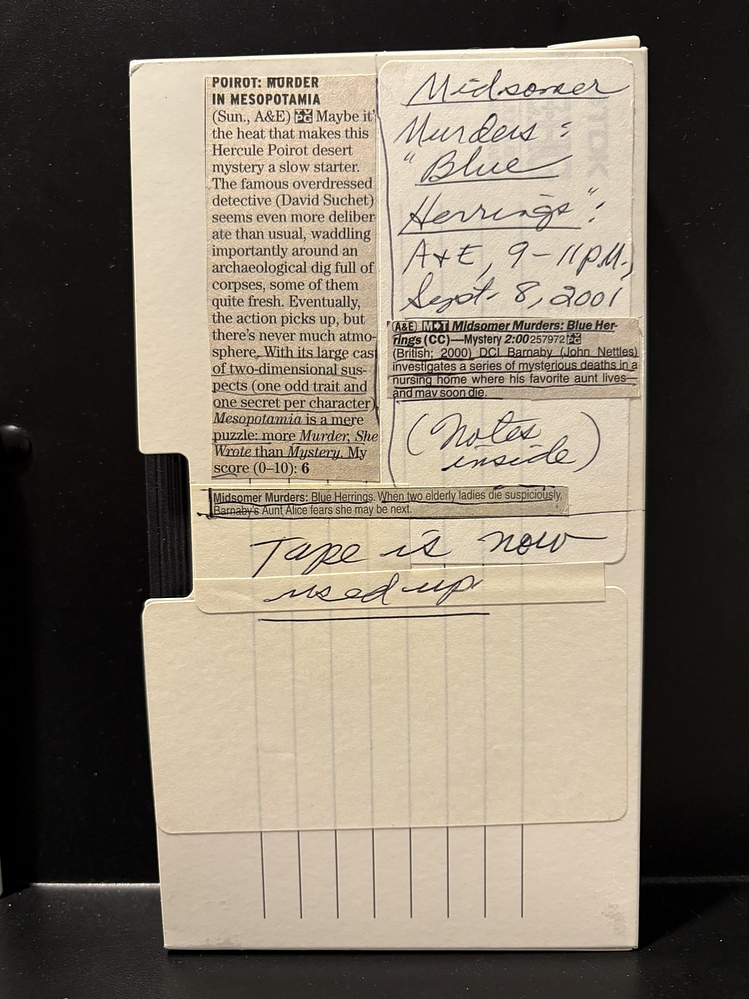 POIROT: MURDER
IN MESOPOTAMIA
(Sun., A&E) PG Maybe it'
the heat that makes this
Hercule Poirot desert
mystery a slow starter.
The famous overdressed
detective (David Suchet)
seems even more deliber
ate than usual, waddling
importantly around an
archaeological dig full of
corpses, some of them
quite fresh. Eventually,
the action picks up, but
there's never much atmo-
sphere. With its large cast
of two-dimensional sus-
pects (one odd trait and
one secret per character),
Mesopotamia is a mere
puzzle: more Murder, She
Wrote than Mystery. My
score (0–10): 6
Midsomer
Murders:
"Blue
Herrings":
A+E, 9-11 P.M.,
Sept. 8, 2001
(A&E) Midsomer Murders: Blue Her-
rings (CC)—Mystery 2:00 257972 PG
(British; 2000) DCI Barnaby (John Nettles)
investigates a series of mysterious deaths in a
nursing home where his favorite aunt lives—
and may soon die.
(Notes
inside)
Midsomer Murders: Blue Herrings. When two elderly ladies die suspiciously,
Barnaby's Aunt Alice fears she may be next.
Tape is now
used up
TDK